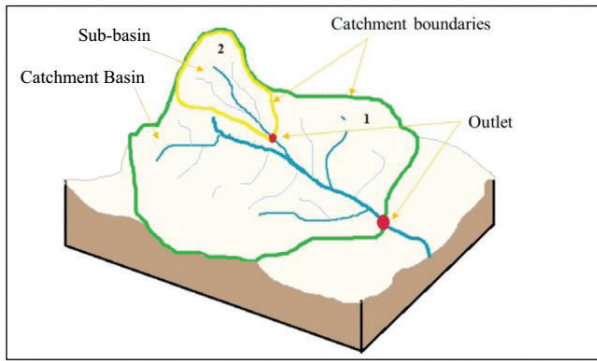 Catchment boundaries
Sub-basin
2
Catchment Basin
1
Outlet